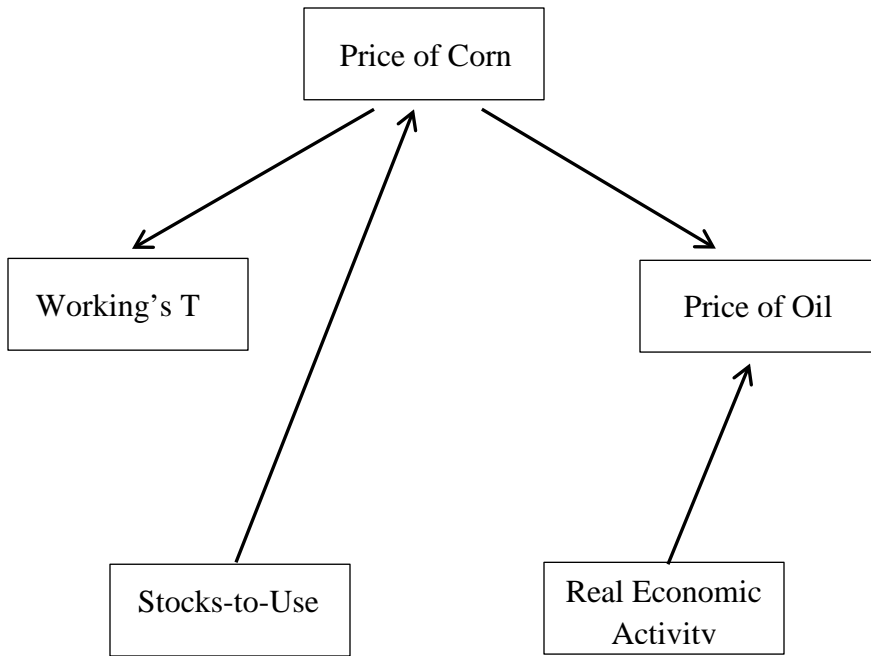 Price of Corn
Working's T
Price of Oil
Stocks-to-Use
Real Economic
Activity